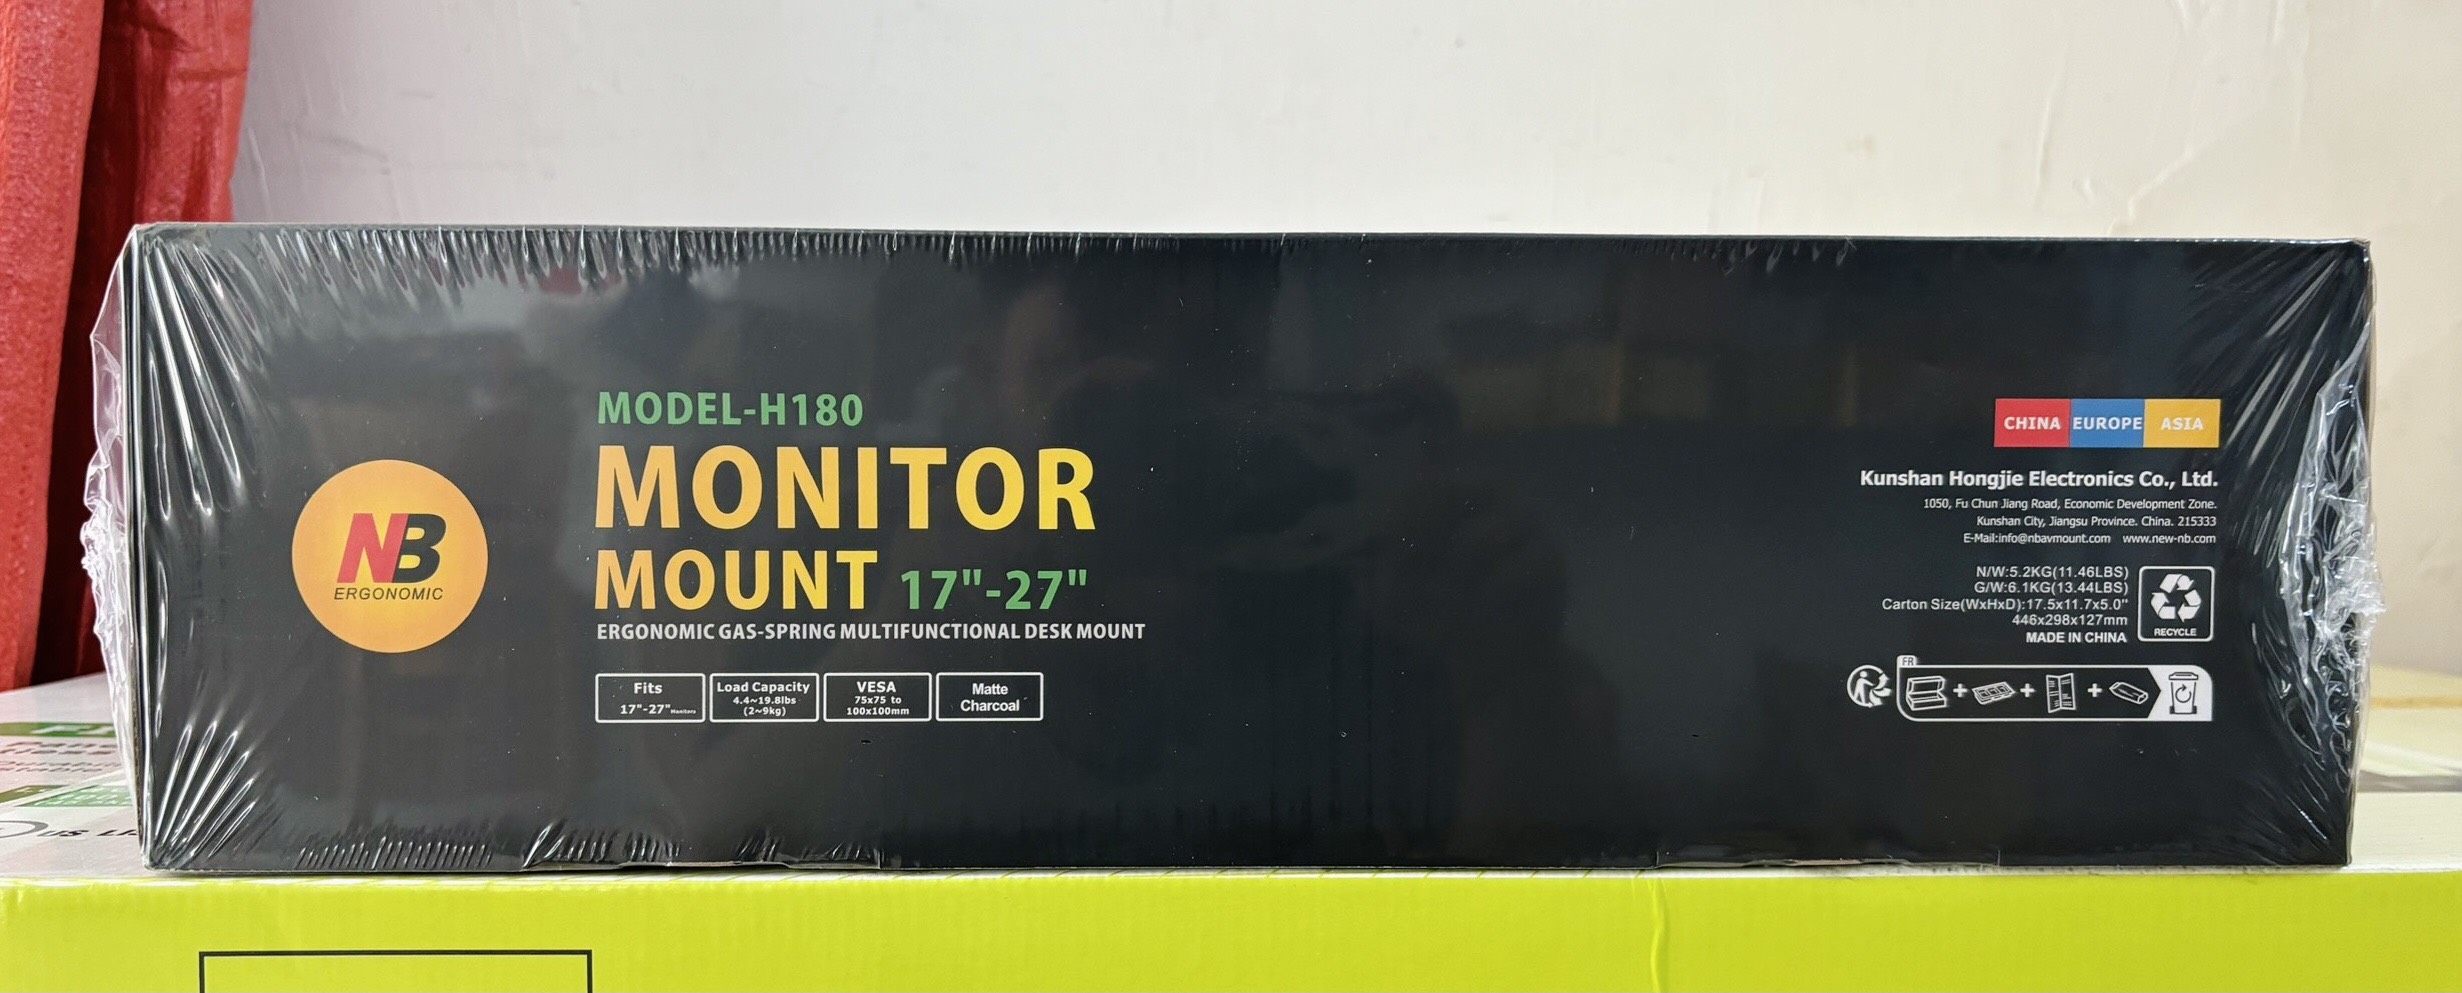 NB
ERGONOMIC
MODEL-H180
MONITOR
MOUNT 17"-27"
ERGONOMIC GAS-SPRING MULTIFUNCTIONAL DESK MOUNT
Fits
17"-27" Monitors
Load Capacity
4.4~19.8lbs
(2~9kg)
VESA
75x75 to
100x100mm
Matte
Charcoal
CHINA EUROPE ASIA
Kunshan Hongjie Electronics Co., Ltd.
1050, Fu Chun Jiang Road, Economic Development Zone.
Kunshan City, Jiangsu Province. China. 215333
E-Mail:info@nbavmount.com www.new-nb.com
N/W:5.2KG(11.46LBS)
G/W:6.1KG(13.44LBS)
Carton Size(WxHxD):17.5x11.7x5.0"
446x298x127mm
MADE IN CHINA
RECYCLE
FR